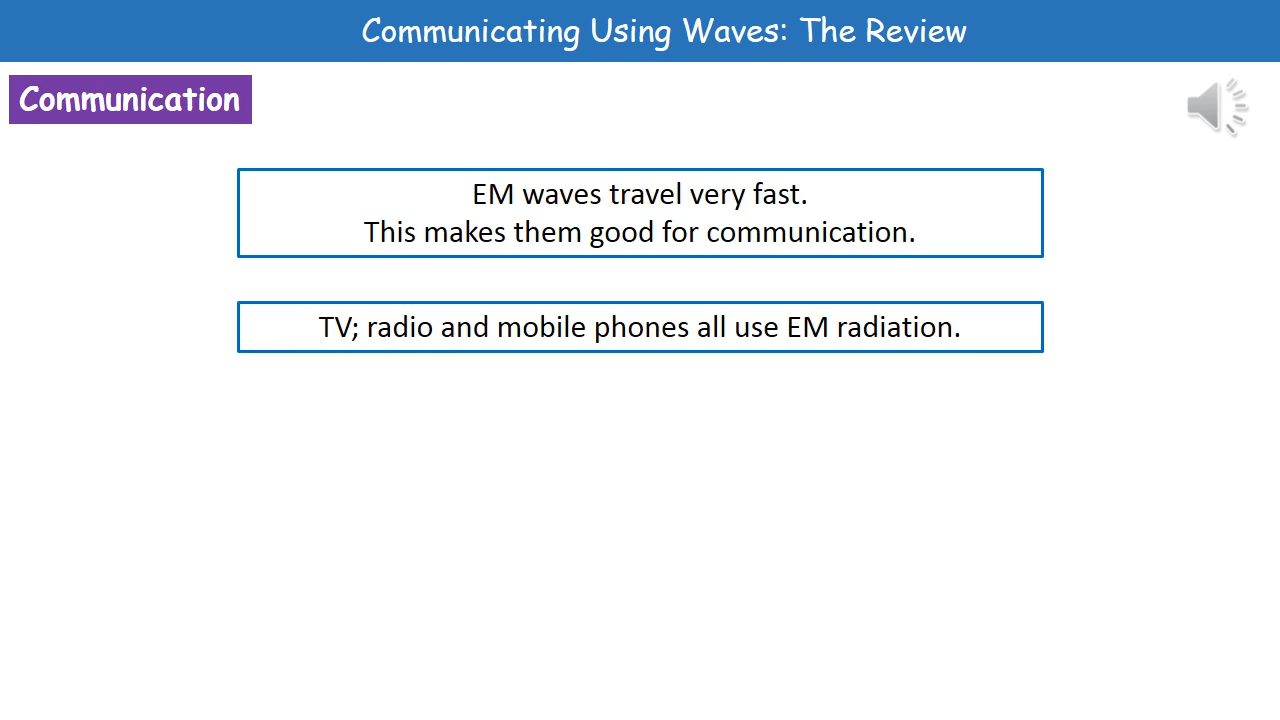 Communicating Using Waves: The Review
Communication
EM waves travel very fast.
This makes them good for communication.
TV; radio and mobile phones all use EM radiation.